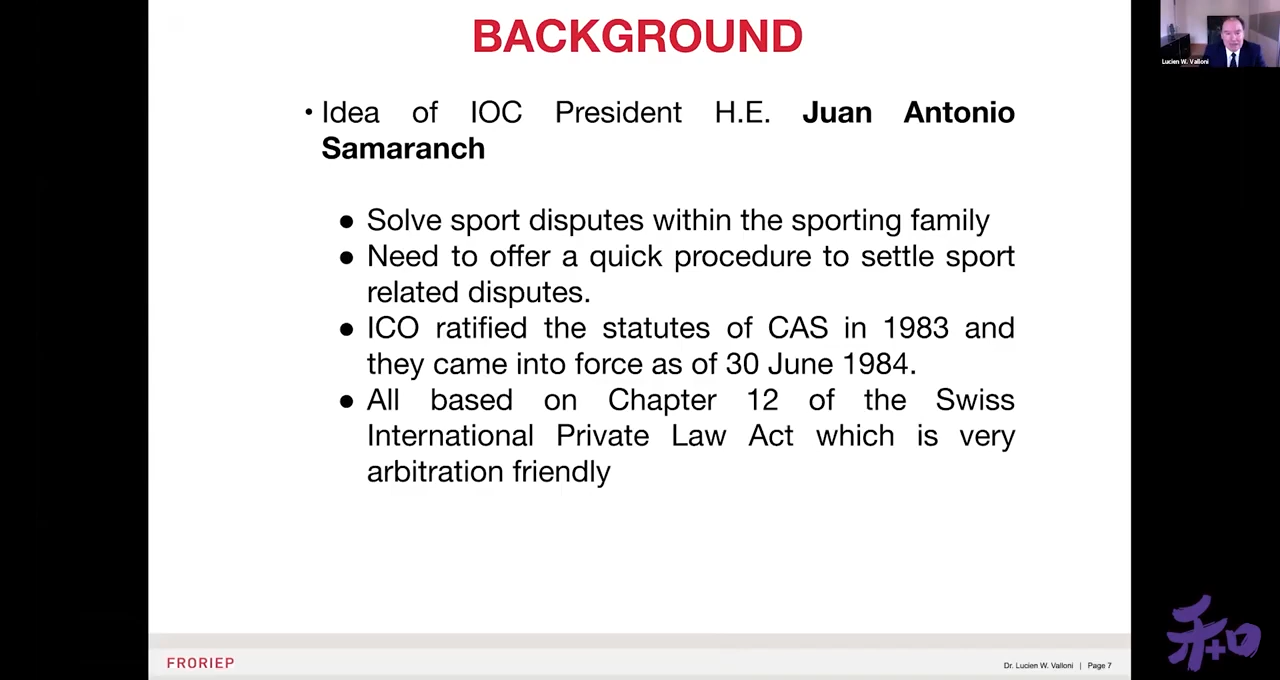 BACKGROUND
• Idea of IOC President H.E. Juan Antonio
Samaranch
● Solve sport disputes within the sporting family
● Need to offer a quick procedure to settle sport
related disputes.
● ICO ratified the statutes of CAS in 1983 and
they came into force as of 30 June 1984.
● All based on Chapter 12 of the Swiss
International Private Law Act which is very
arbitration friendly
FRORIEP
Dr. Lucien W. Valloni | Page 7
Lucien W. Valloni
和